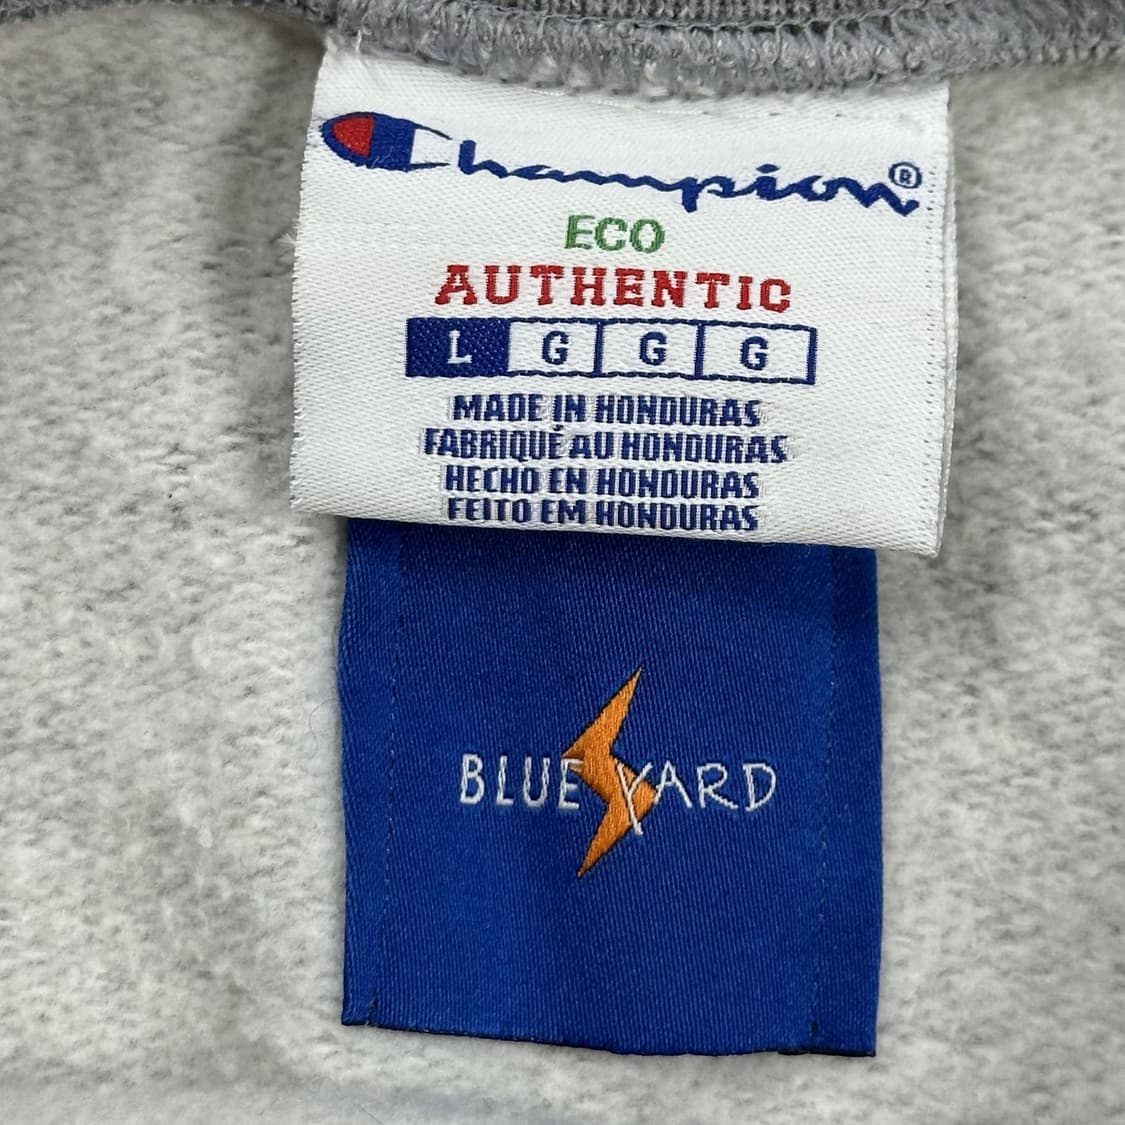 Champion®
ECO
AUTHENTIC
L G G G
MADE IN HONDURAS
FABRIQUÉ AU HONDURAS
HECHO EN HONDURAS
FEITO EM HONDURAS
BLUE YARD